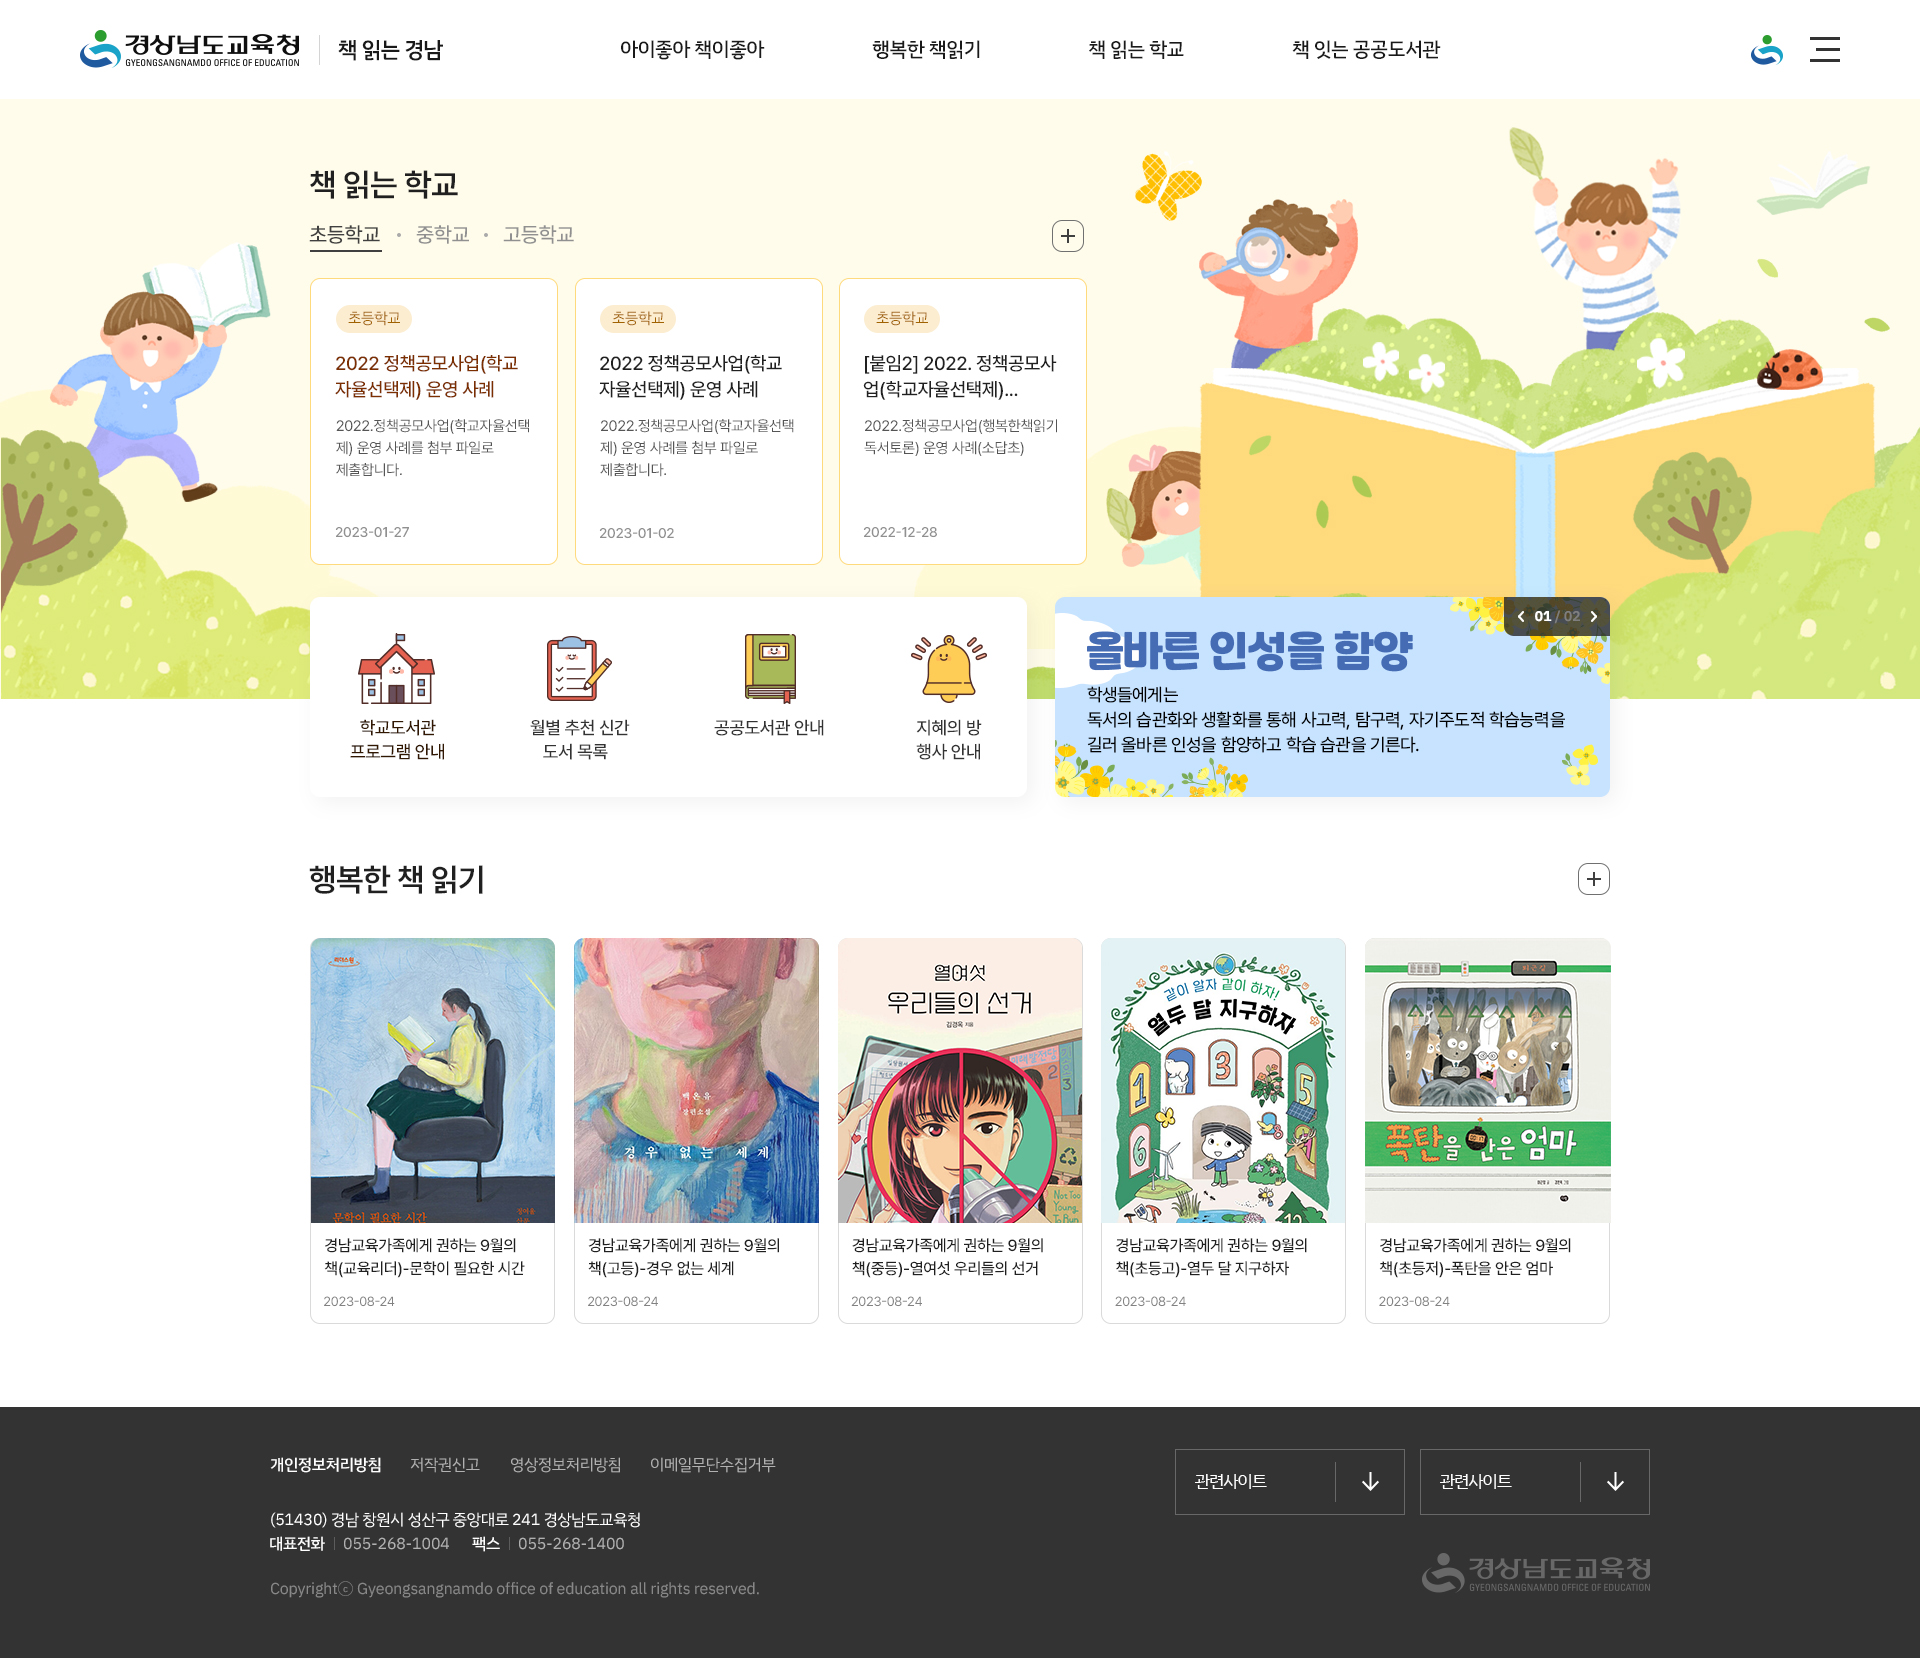 경상남도교육청
GYEONGSANGNAMDO OFFICE OF EDUCATION
책 읽는 경남
아이좋아 책이좋아
행복한 책읽기
책 읽는 학교
책 잇는 공공도서관
책 읽는 학교
초등학교
중학교
고등학교
초등학교
2022 정책공모사업(학교
자율선택제) 운영 사례
2022.정책공모사업(학교자율선택
제) 운영 사례를 첨부 파일로
제출합니다.
2023-01-27
초등학교
2022 정책공모사업(학교
자율선택제) 운영 사례
2022.정책공모사업(학교자율선택
제) 운영 사례를 첨부 파일로
제출합니다.
2023-01-02
초등학교
[붙임2] 2022. 정책공모사
업(학교자율선택제)...
2022.정책공모사업(행복한책읽기
독서토론) 운영 사례(소답초)
2022-12-28
학교도서관
프로그램 안내
월별 추천 신간
도서 목록
공공도서관 안내
지혜의 방
행사 안내
01 / 02
올바른 인성을 함양
학생들에게는
독서의 습관화와 생활화를 통해 사고력, 탐구력, 자기주도적 학습능력을
길러 올바른 인성을 함양하고 학습 습관을 기른다.
행복한 책 읽기
문학이 필요한 시간
경남교육가족에게 권하는 9월의
책(교육리더)-문학이 필요한 시간
2023-08-24
백온유
장편소설
경우 없는 세계
경남교육가족에게 권하는 9월의
책(고등)-경우 없는 세계
2023-08-24
열여섯
우리들의 선거
김경옥 지음
2
3
Not Too
Young,
To Run
경남교육가족에게 권하는 9월의
책(중등)-열여섯 우리들의 선거
2023-08-24
같이 알자 같이 하자!
열두 달 지구하자
1
3
5
6
12
경남교육가족에게 권하는 9월의
책(초등고)-열두 달 지구하자
2023-08-24
폭탄을 안은 엄마
경남교육가족에게 권하는 9월의
책(초등저)-폭탄을 안은 엄마
2023-08-24
개인정보처리방침
저작권신고
영상정보처리방침
이메일무단수집거부
관련사이트
관련사이트
(51430) 경남 창원시 성산구 중앙대로 241 경상남도교육청
대표전화 055-268-1004 팩스 055-268-1400
Copyrightⓒ Gyeongsangnamdo office of education all rights reserved.
경상남도교육청
GYEONGSANGNAMDO OFFICE OF EDUCATION